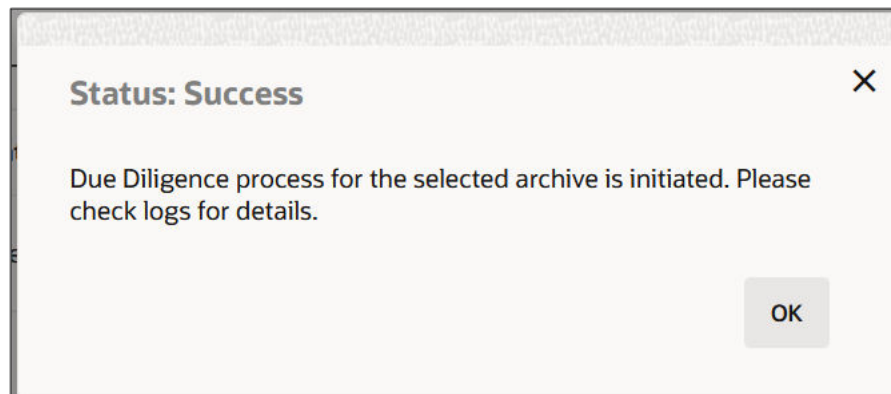 Status: Success
Due Diligence process for the selected archive is initiated. Please
check logs for details.
OK